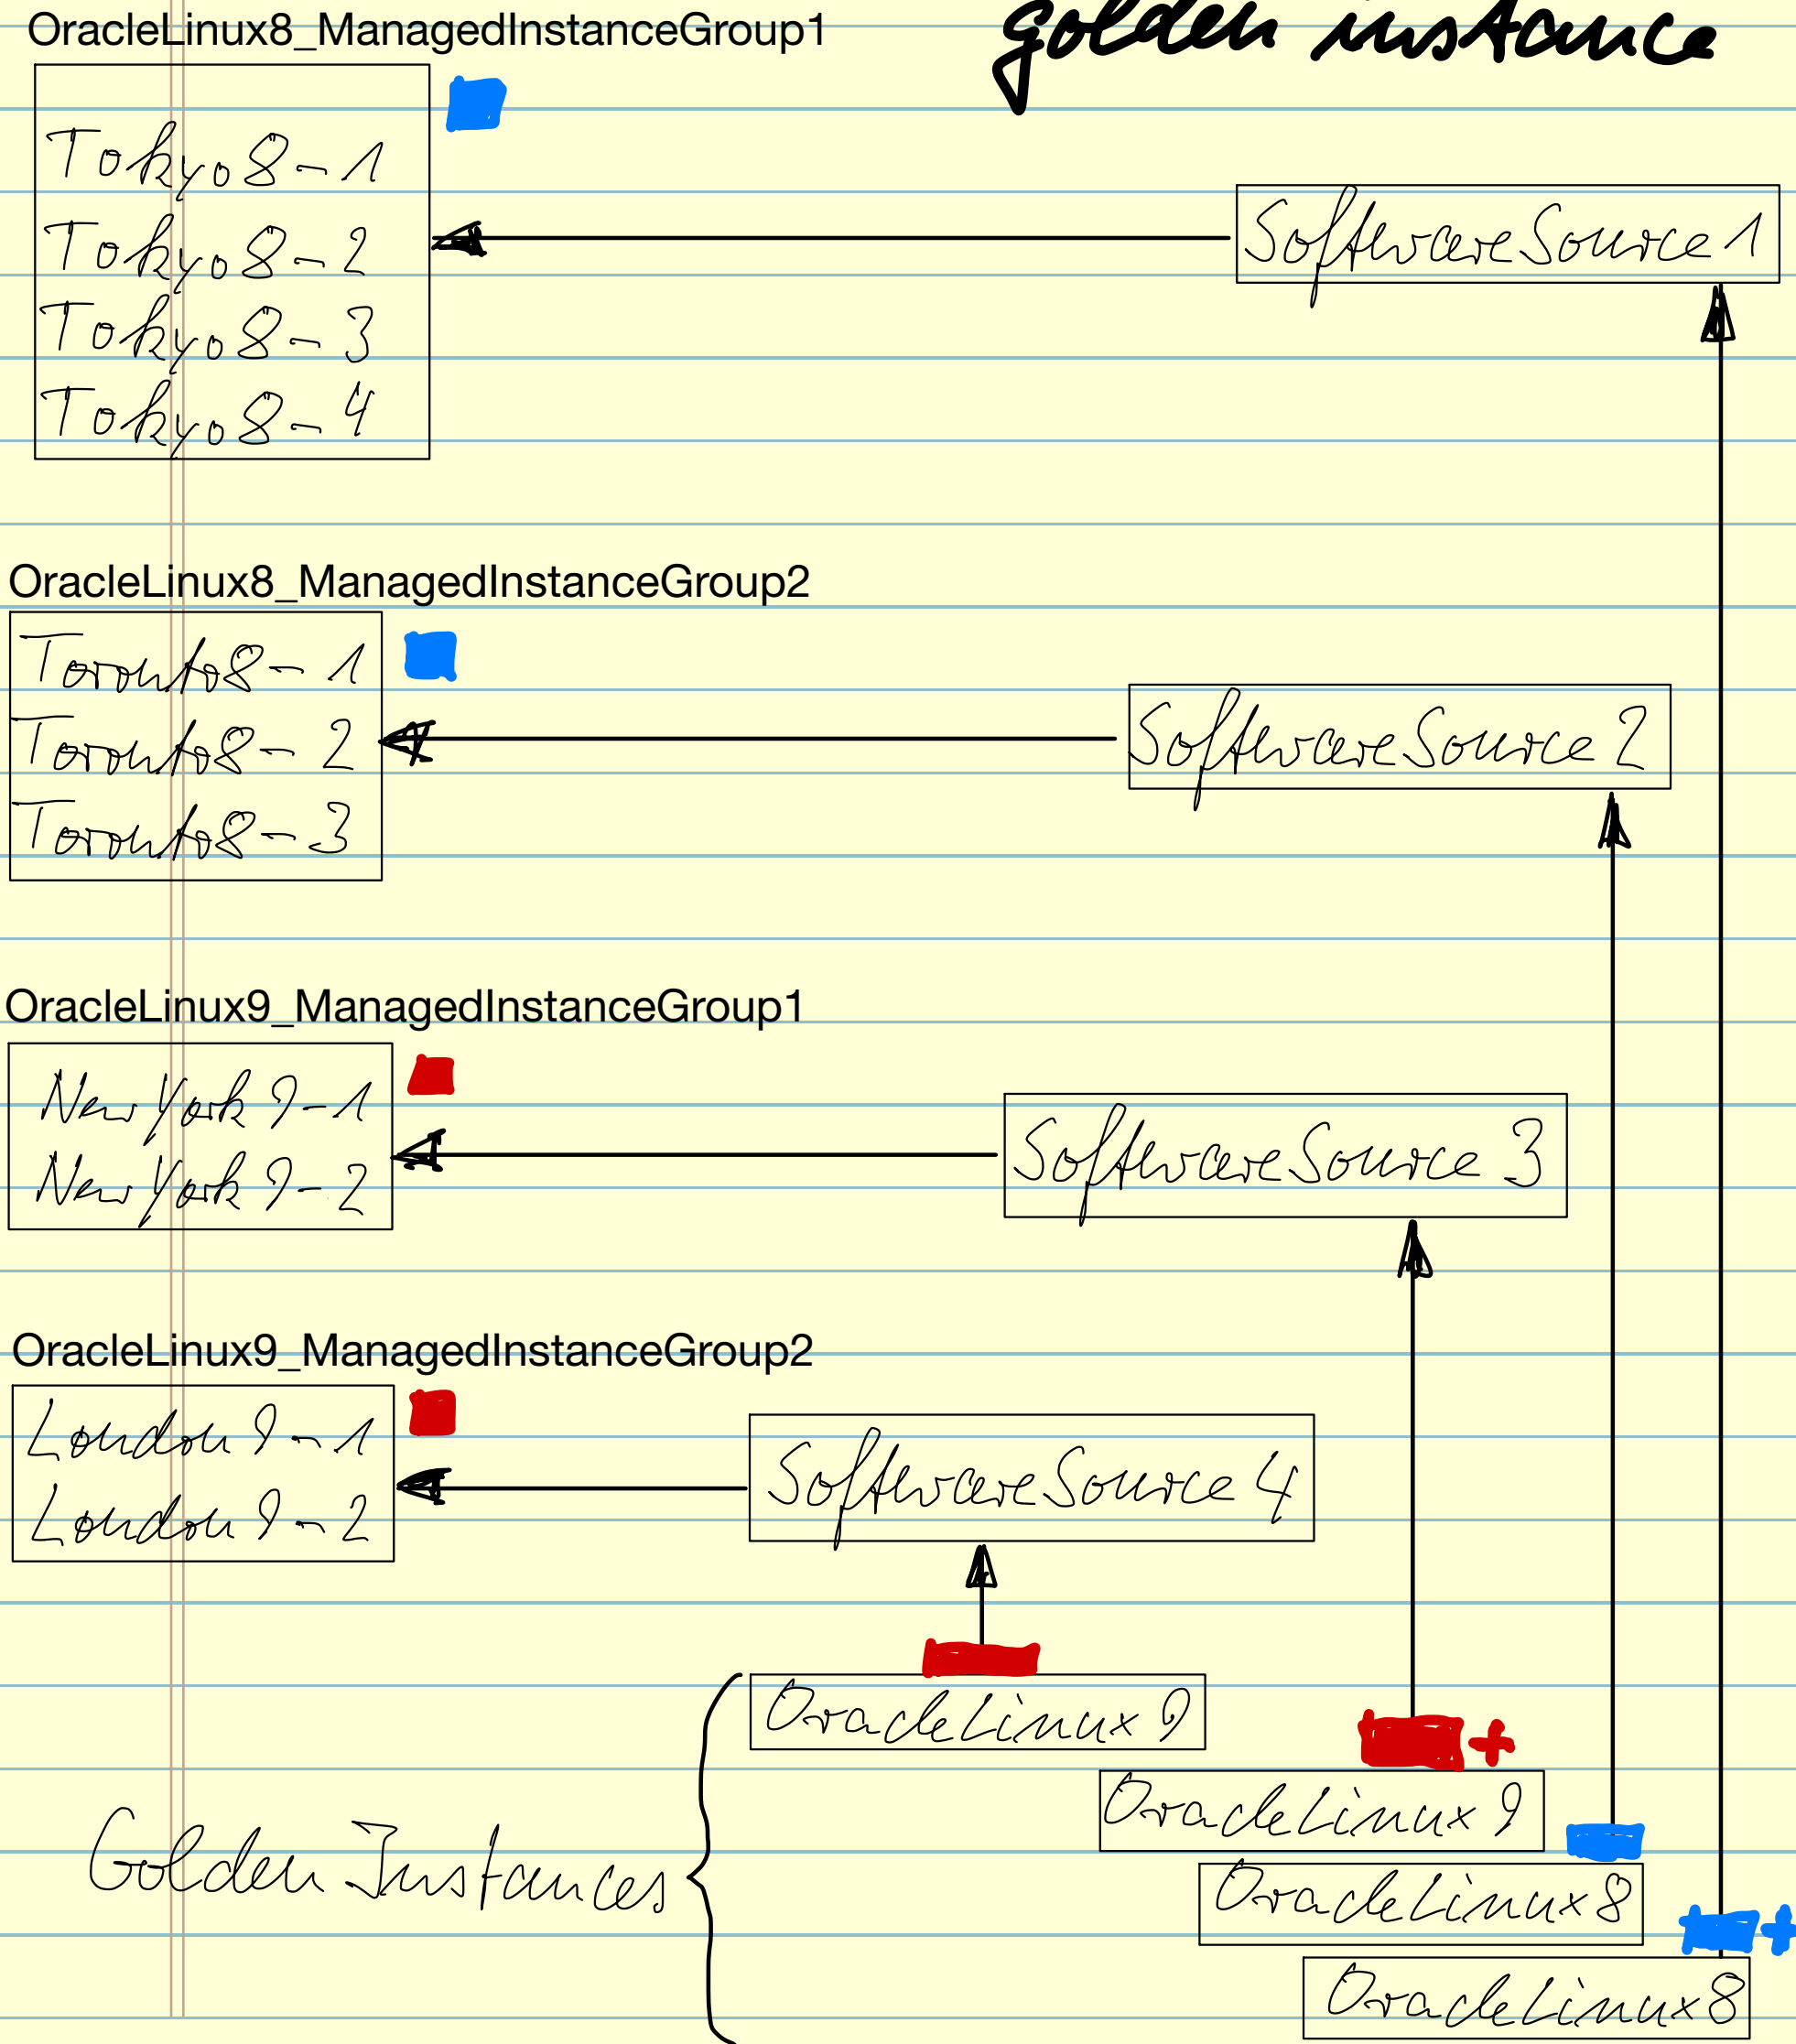 golden instance
OracleLinux8_ManagedInstanceGroup1
Tokyo8-1
Tokyo8-2
Tokyo8-3
Tokyo8-4
SoftwareSource1
OracleLinux8_ManagedInstanceGroup2
Toronto8-1
Toronto8-2
Toronto8-3
SoftwareSource2
OracleLinux9_ManagedInstanceGroup1
NewYork9-1
NewYork9-2
SoftwareSource3
OracleLinux9_ManagedInstanceGroup2
London9-1
London9-2
SoftwareSource4
OracleLinux9
+
OracleLinux9
OracleLinux8
+
OracleLinux8
Golden Instances